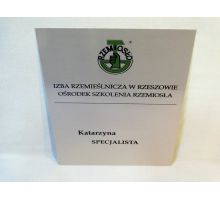 RZEMIOSŁO
IZBA RZEMIEŚLNICZA W RZESZOWIE
OŚRODEK SZKOLENIA RZEMIOSŁA
Katarzyna
SPECJALISTA